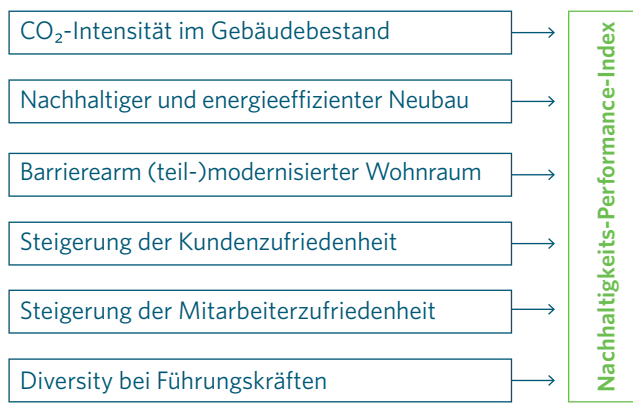 CO₂-Intensität im Gebäudebestand
Nachhaltiger und energieeffizienter Neubau
Barrierearm (teil-)modernisierter Wohnraum
Steigerung der Kundenzufriedenheit
Steigerung der Mitarbeiterzufriedenheit
Diversity bei Führungskräften
Nachhaltigkeits-Performance-Index